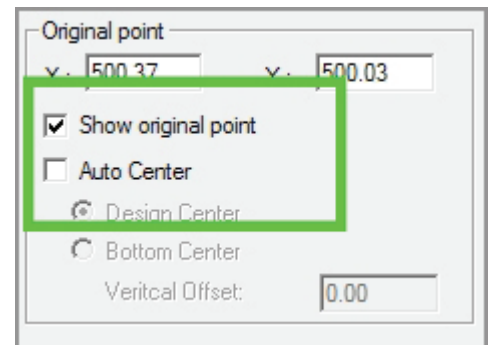 Original point
X : 500.37 Y : 500.03
Show original point
Auto Center
Design Center
Bottom Center
Veritcal Offset: 0.00